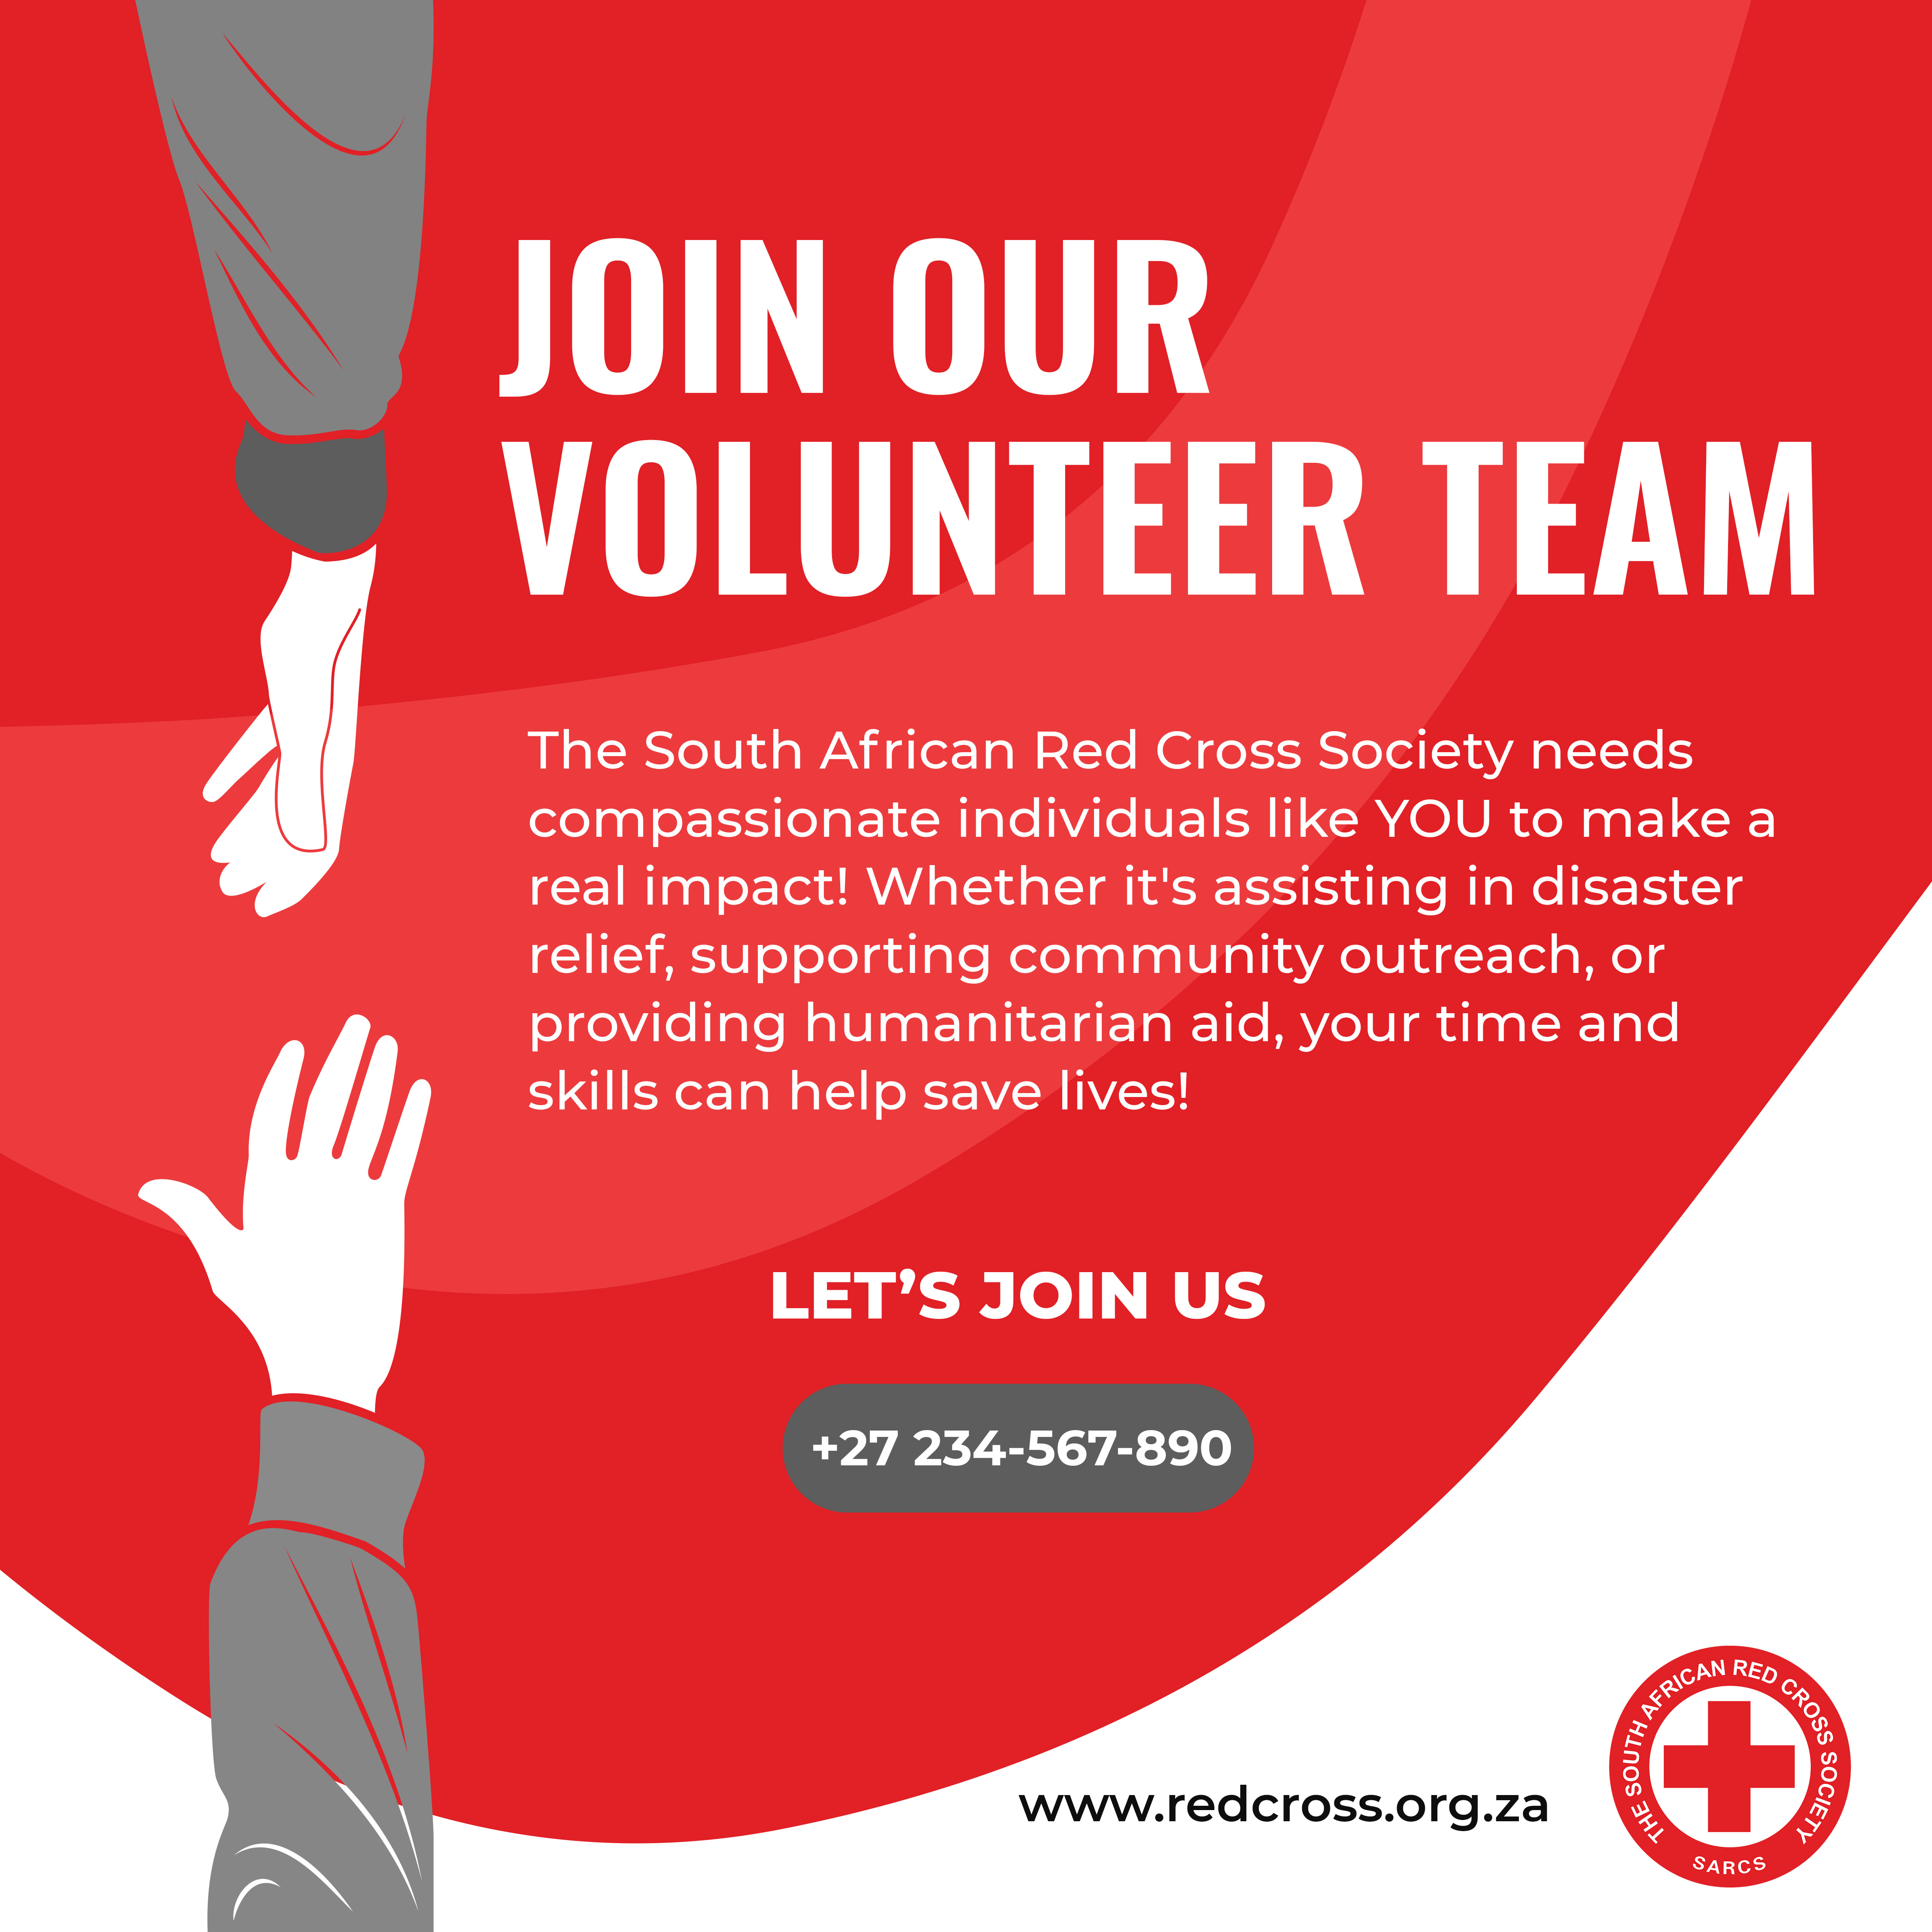 JOIN OUR
VOLUNTEER TEAM
The South African Red Cross Society needs
compassionate individuals like YOU to make a
real impact! Whether it's assisting in disaster
relief, supporting community outreach, or
providing humanitarian aid, your time and
skills can help save lives!
LET’S JOIN US
+27 234-567-890
www.redcross.org.za
THE SOUTH AFRICAN RED CROSS SOCIETY
SARCS